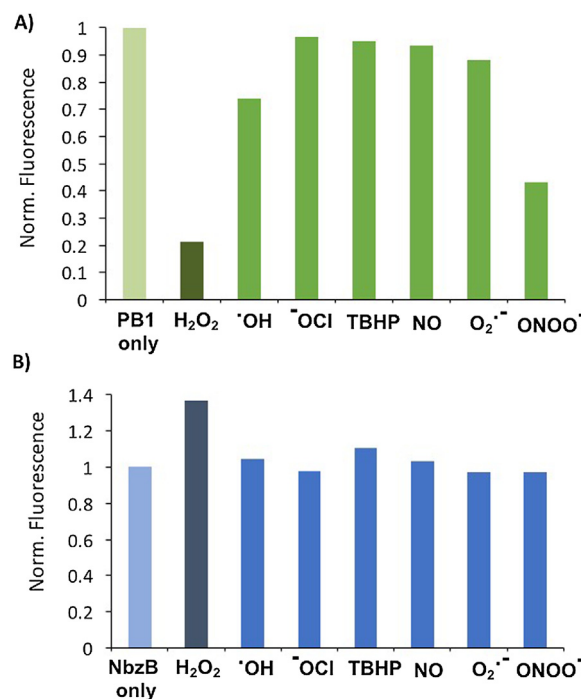 A)
Norm. Fluorescence
1
0.9
0.8
0.7
0.6
0.5
0.4
0.3
0.2
0.1
0
PB1 only
H₂O₂
˙OH
⁻OCl
TBHP
NO
O₂˙⁻
ONOO⁻
B)
Norm. Fluorescence
1.4
1.2
1
0.8
0.6
0.4
0.2
0
NbzB only
H₂O₂
˙OH
⁻OCl
TBHP
NO
O₂˙⁻
ONOO⁻